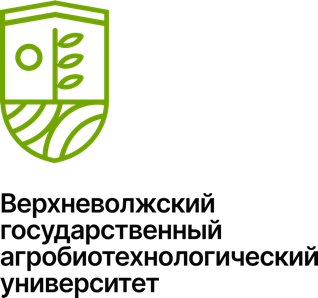 Верхневолжский
государственный
агробиотехнологический
университет